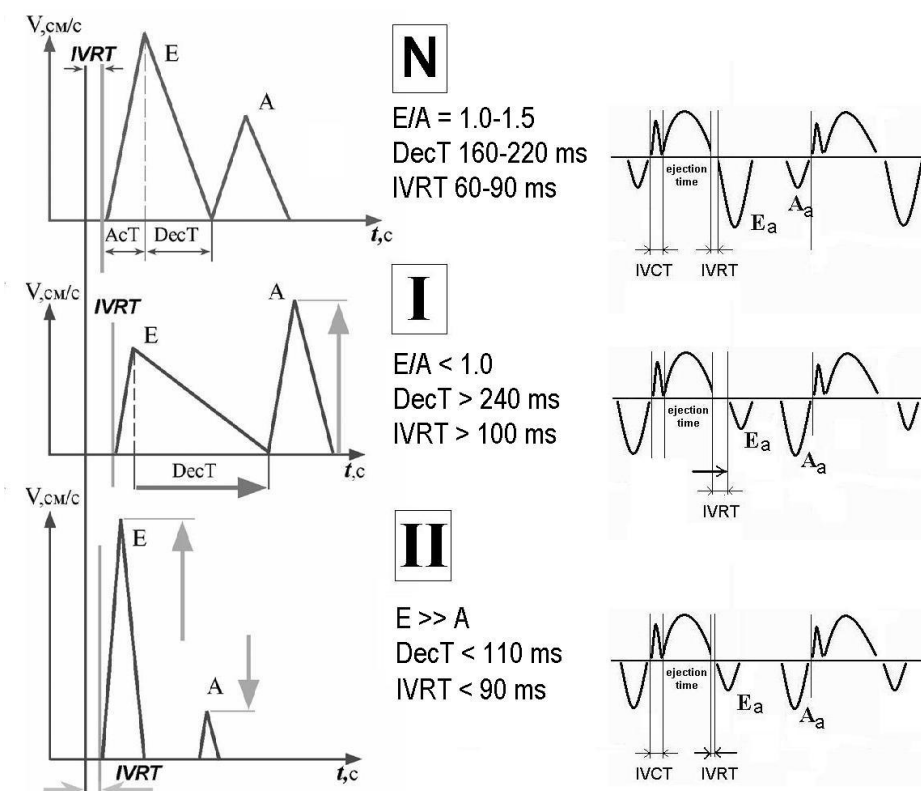 V,см/с
IVRT
E
A
AcT
DecT
t,с
N
E/A = 1.0-1.5
DecT 160-220 ms
IVRT 60-90 ms
ejection
time
Ea
Aa
IVCT
IVRT
V,см/с
IVRT
E
A
DecT
t,с
I
E/A < 1.0
DecT > 240 ms
IVRT > 100 ms
ejection
time
Ea
Aa
IVRT
V,см/с
E
A
IVRT
t,с
II
E >> A
DecT < 110 ms
IVRT < 90 ms
ejection
time
Ea
Aa
IVCT
IVRT